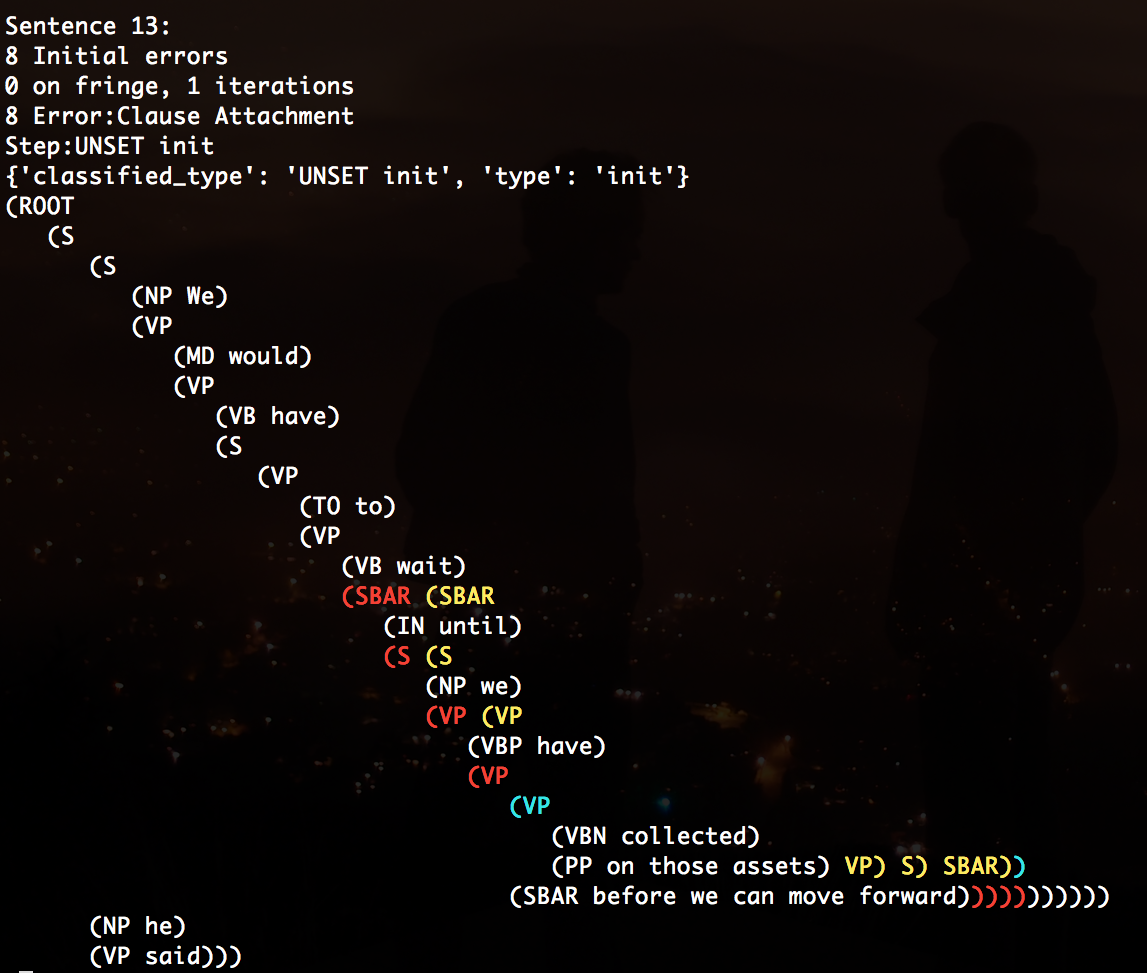 Sentence 13:
8 Initial errors
0 on fringe, 1 iterations
8 Error:Clause Attachment
Step:UNSET init
{'classified_type': 'UNSET init', 'type': 'init'}
(ROOT
(S
(S
(NP We)
(VP
(MD would)
(VP
(VB have)
(S
(VP
(TO to)
(VP
(VB wait)
(SBAR (SBAR
(IN until)
(S (S
(NP we)
(VP (VP
(VBP have)
(VP
(VP
(VBN collected)
(PP on those assets) VP) S) SBAR))
(SBAR before we can move forward)))))))))))
(NP he)
(VP said)))